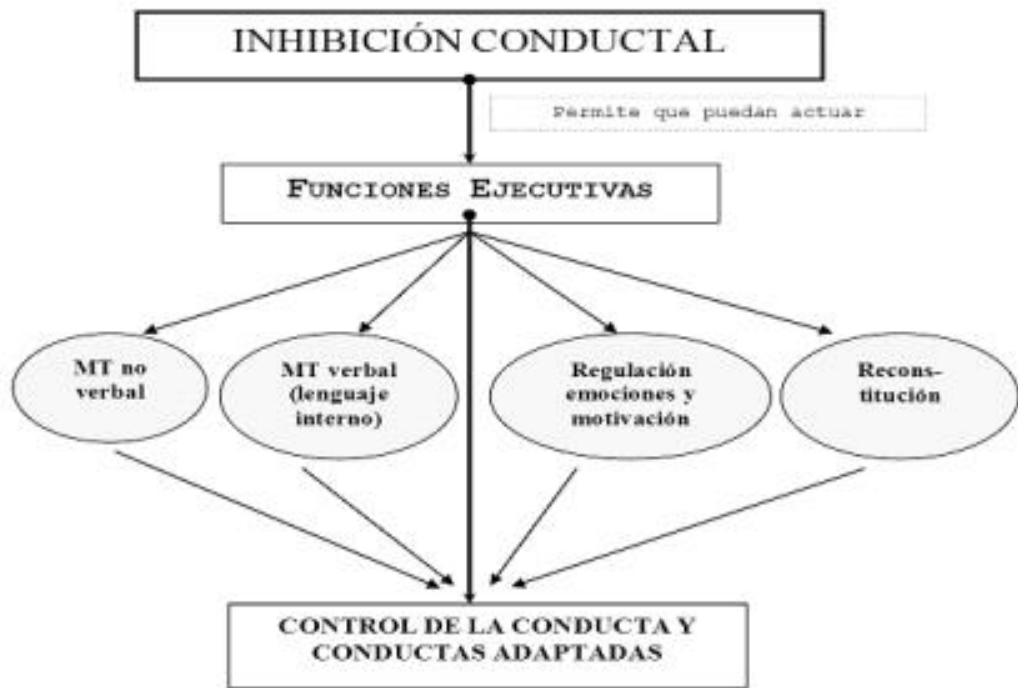 INHIBICIÓN CONDUCTAL
Permite que puedan actuar
FUNCIONES EJECUTIVAS
MT no
verbal
MT verbal
(lenguaje
interno)
Regulación
emociones y
motivación
Recons-
titución
CONTROL DE LA CONDUCTA Y
CONDUCTAS ADAPTADAS